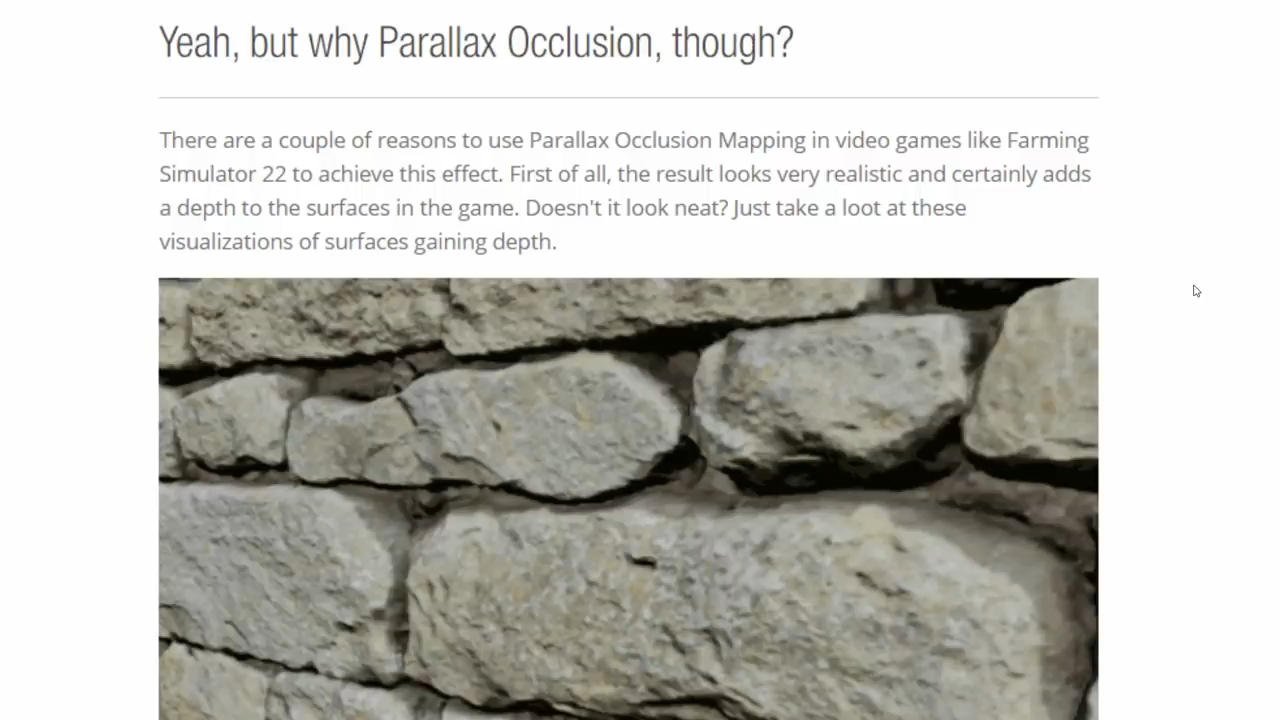 Yeah, but why Parallax Occlusion, though?
There are a couple of reasons to use Parallax Occlusion Mapping in video games like Farming
Simulator 22 to achieve this effect. First of all, the result looks very realistic and certainly adds
a depth to the surfaces in the game. Doesn't it look neat? Just take a loot at these
visualizations of surfaces gaining depth.